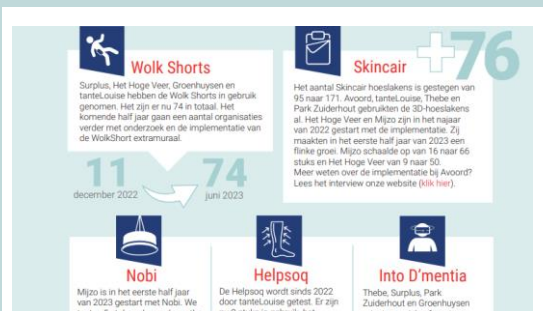 Wolk Shorts
Surplus, Het Hoge Veer, Groenhuysen en
tanteLouise hebben de Wolk Shorts in gebruik
genomen. Het zijn er nu 74 in totaal. Het
komende half jaar gaan een aantal organisaties
verder met onderzoek en de implementatie van
de WolkShort extramuraal.
11
december 2022
74
juni 2023
+76
Skincair
Het aantal Skincair hoeslakens is gestegen van
95 naar 171. Avoord, tanteLouise, Thebe en
Park Zuiderhout gebruikten de 3D-hoeslakens
al. Het Hoge Veer en Mijzo zijn in het najaar
van 2022 gestart met de implementatie. Zij
maakten in het eerste half jaar van 2023 een
flinke groei. Mijzo schaalde op van 16 naar 66
stuks en Het Hoge Veer van 9 naar 50.
Meer weten over de implementatie bij Avoord?
Lees het interview onze website (klik hier).
Nobi
Mijzo is in het eerste half jaar
van 2023 gestart met Nobi. We
Helpsoq
De Helpsoq wordt sinds 2022
door tanteLouise getest. Er zijn
Into D'mentia
Thebe, Surplus, Park
Zuiderhout en Groenhuysen